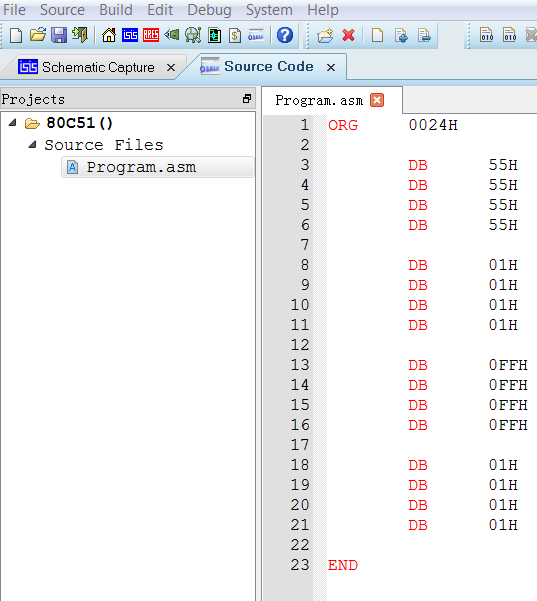 File Source Build Edit Debug System Help
ISIS Schematic Capture Source Code
Projects
80C51()
Source Files
Program.asm
Program.asm
1 ORG 0024H
2
3 DB 55H
4 DB 55H
5 DB 55H
6 DB 55H
7
8 DB 01H
9 DB 01H
10 DB 01H
11 DB 01H
12
13 DB 0FFH
14 DB 0FFH
15 DB 0FFH
16 DB 0FFH
17
18 DB 01H
19 DB 01H
20 DB 01H
21 DB 01H
22
23 END